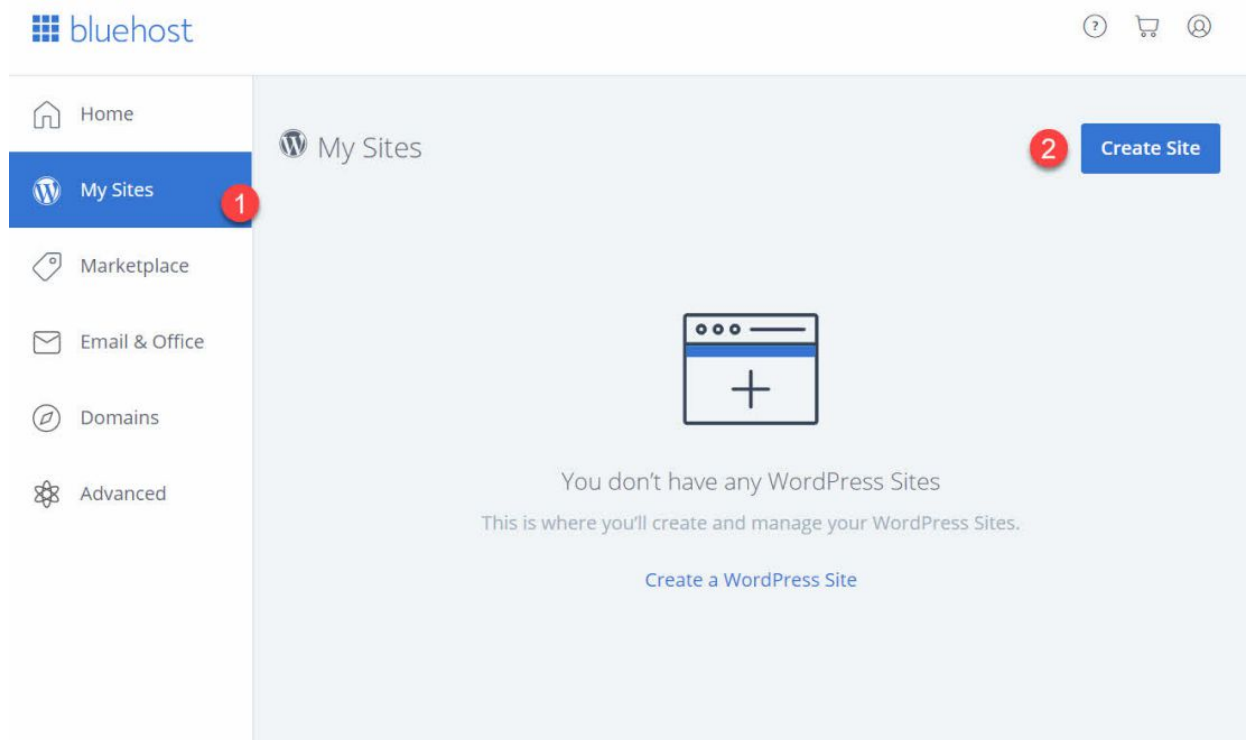 bluehost
Home
My Sites
1
Marketplace
Email & Office
Domains
Advanced
My Sites
2
Create Site
You don't have any WordPress Sites
This is where you'll create and manage your WordPress Sites.
Create a WordPress Site